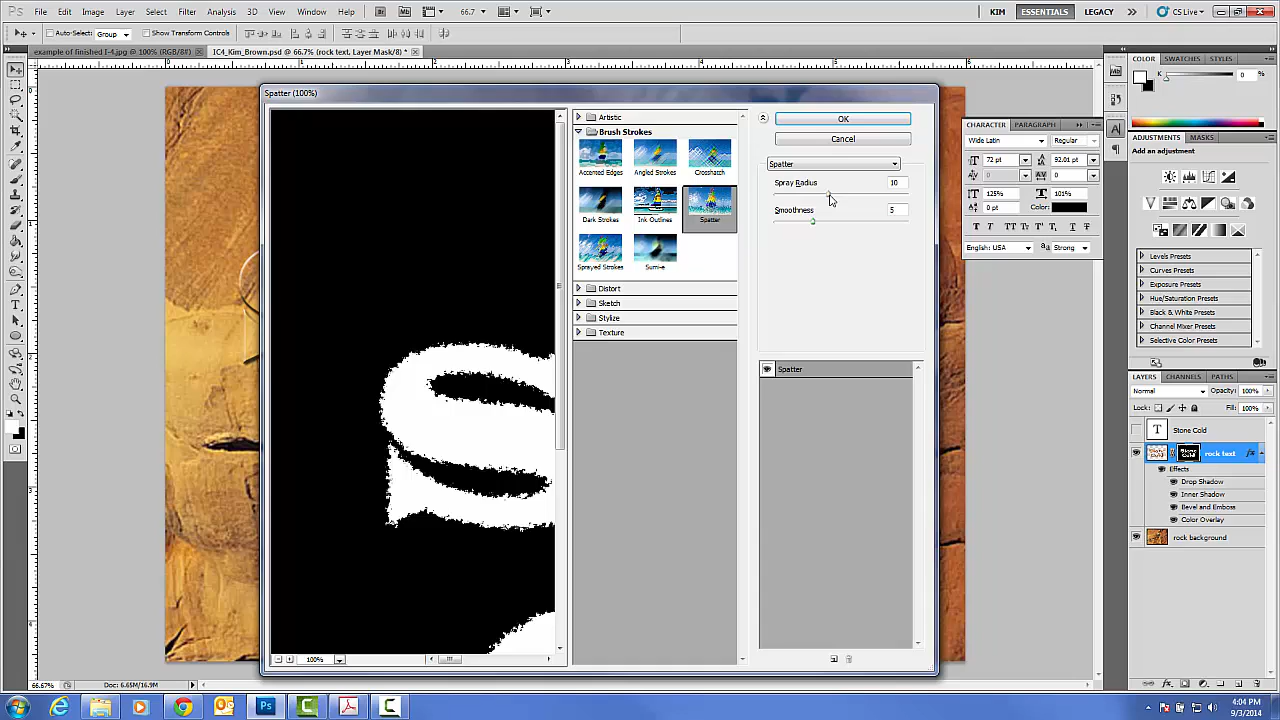 Ps File Edit Image Layer Select Filter Analysis 3D View Window Help Br Mb 66.7 KIM ESSENTIALS LEGACY CS Live
Auto-Select: Group Show Transform Controls
example of finished I-4.jpg @ 100% (RGB/8#) IC4_Kim_Brown.psd @ 66.7% (rock text, Layer Mask/8) *
Spatter (100%)
Artistic
Brush Strokes
Accented Edges Angled Strokes Crosshatch
Dark Strokes Ink Outlines Spatter
Sprayed Strokes Sumi-e
Distort
Sketch
Stylize
Texture
100%
OK
Cancel
Spatter
Spray Radius 10
Smoothness 5
Spatter
CHARACTER PARAGRAPH
Wide Latin Regular
72 pt 92.01 pt
0 0
125% 101%
0 pt Color:
English: USA Strong
COLOR SWATCHES STYLES
K 0 %
ADJUSTMENTS MASKS
Add an adjustment
Levels Presets
Curves Presets
Exposure Presets
Hue/Saturation Presets
Black & White Presets
Channel Mixer Presets
Selective Color Presets
LAYERS CHANNELS PATHS
Normal Opacity: 100%
Lock: Fill: 100%
T Stone Cold
rock text fx
Effects
Drop Shadow
Inner Shadow
Bevel and Emboss
Color Overlay
rock background
66.67% Doc: 6.65M/16.9M
4:04 PM
9/3/2014